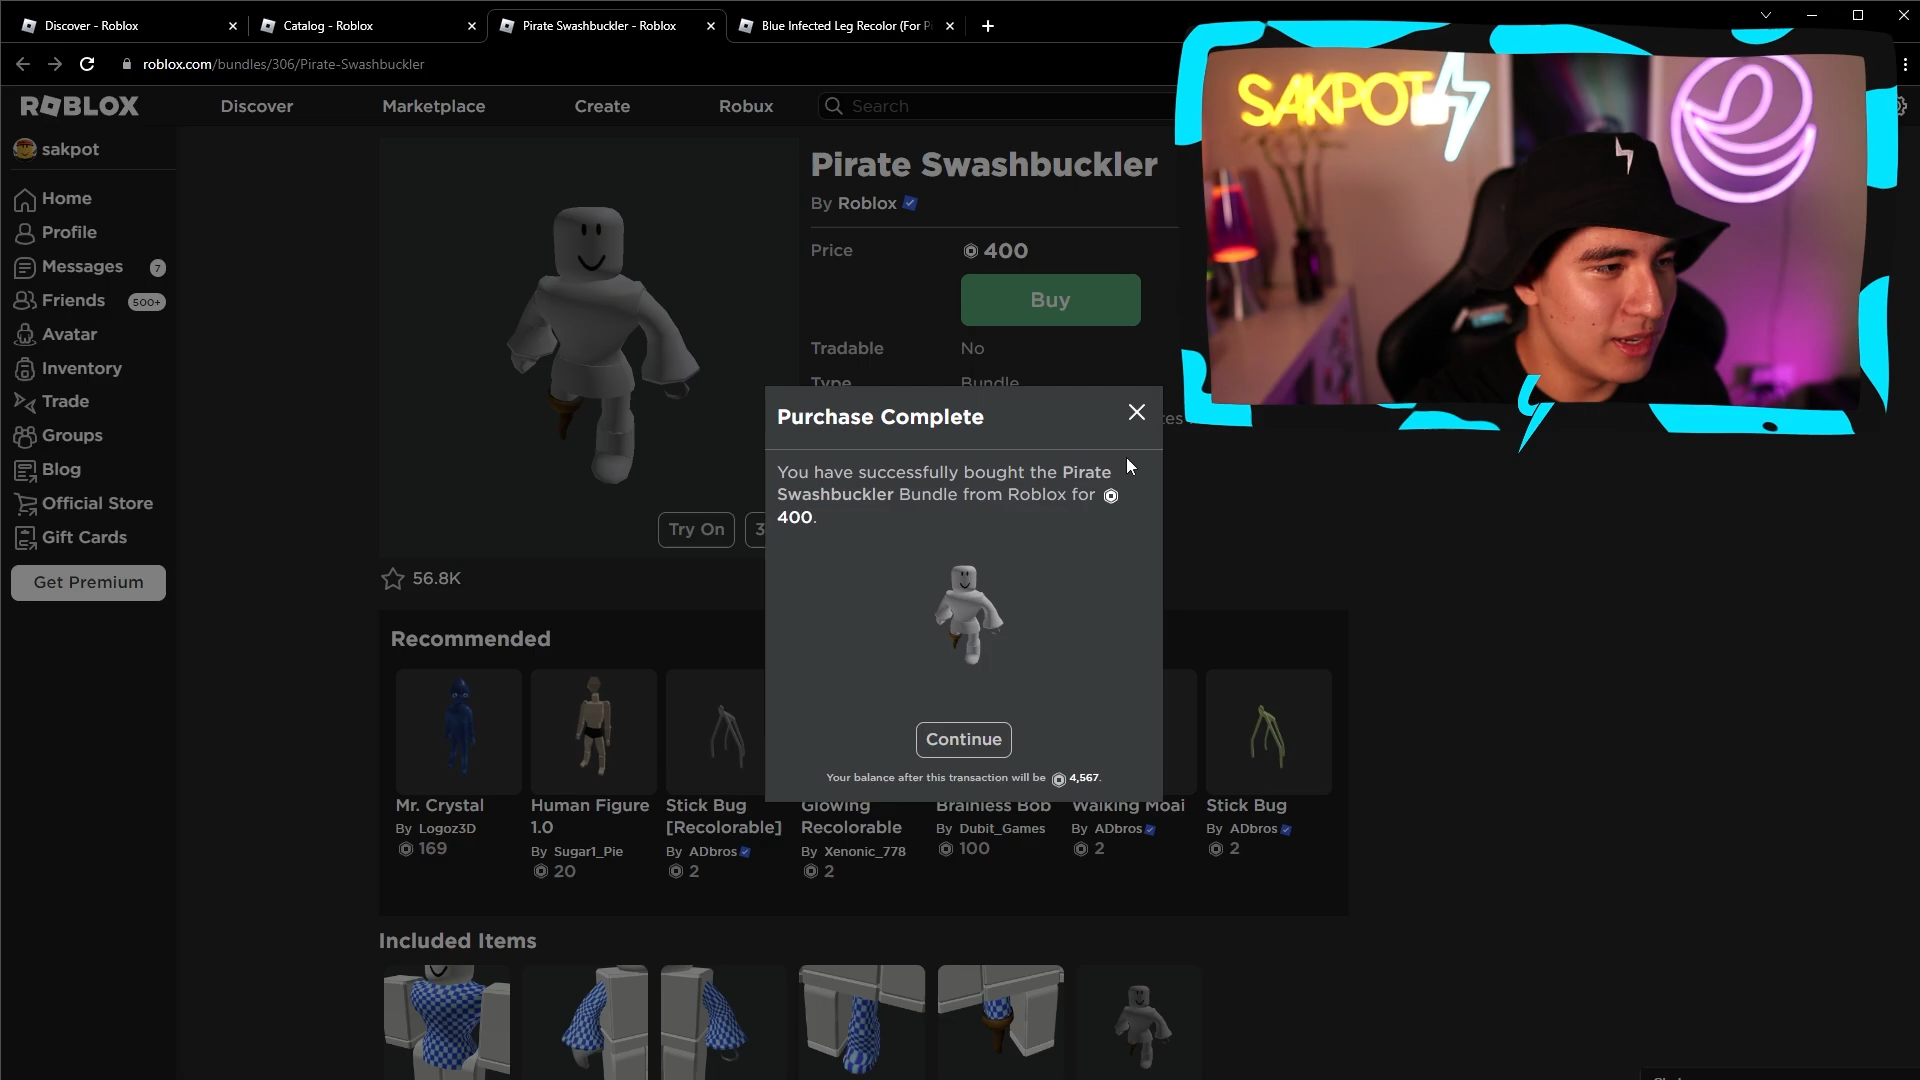 Discover - Roblox
Catalog - Roblox
Pirate Swashbuckler - Roblox
Blue Infected Leg Recolor (For P
roblox.com/bundles/306/Pirate-Swashbuckler
ROBLOX
Discover
Marketplace
Create
Robux
Search
SAKPOT
sakpot
Home
Profile
Messages 7
Friends 500+
Avatar
Inventory
Trade
Groups
Blog
Official Store
Gift Cards
Get Premium
Pirate Swashbuckler
By Roblox
Price 400
Buy
Tradable No
Type Bundle
Try On
3
56.8K
Purchase Complete
You have successfully bought the Pirate
Swashbuckler Bundle from Roblox for
400.
Continue
Your balance after this transaction will be 4,567.
Recommended
Mr. Crystal
By Logoz3D
169
Human Figure
1.0
By Sugar1_Pie
20
Stick Bug
[Recolorable]
By ADbros
2
Glowing
Recolorable
By Xenonic_778
2
Brainless Bob
By Dubit_Games
100
Walking Moai
By ADbros
2
Stick Bug
By ADbros
2
Included Items